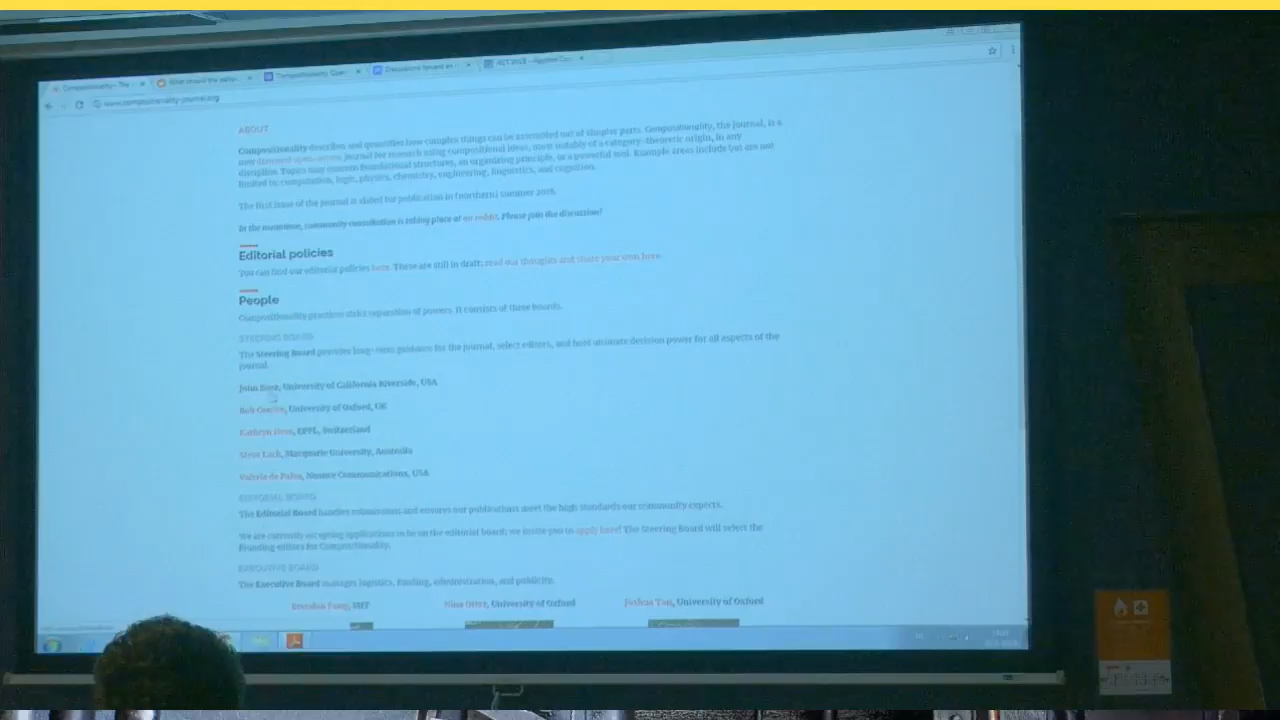 Compositionality – The
Compositionality
ACT 2018 – Applied
www.compositionality-journal.org
ABOUT
Compositionality describes and quantifies how complex things can be assembled out of simpler parts. Compositionality, the journal, is a
new diamond open-access journal for research using compositional ideas, most notably of a category-theoretic origin, in any
discipline. Topics may concern foundational structures, an organizing principle, or a powerful tool. Example areas include but are not
limited to: computation, logic, physics, chemistry, engineering, linguistics, and cognition.
The first issue of the journal is slated for publication in (northern) summer 2018.
In the meantime, community consultation is taking place at on reddit. Please join the discussion!
Editorial policies
You can find our editorial policies here. These are still in draft; read our thoughts and share your own here.
People
Compositionality practices strict separation of powers. It consists of three boards.
STEERING BOARD
The Steering Board provides long-term guidance for the journal, select editors, and hold ultimate decision power for all aspects of the
journal.
John Baez, University of California Riverside, USA
Bob Coecke, University of Oxford, UK
Kathryn Hess, EPFL, Switzerland
Steve Lack, Macquarie University, Australia
Valeria de Paiva, Nuance Communications, USA
EDITORIAL BOARD
The Editorial Board handles submissions and ensures our publications meet the high standards our community expects.
We are currently accepting applications to be on the editorial board; we invite you to apply here! The Steering Board will select the
founding editors for Compositionality.
EXECUTIVE BOARD
The Executive Board manages logistics, funding, administration, and publicity.
Brendan Fong, MIT
Nina Otter, University of Oxford
Joshua Tan, University of Oxford